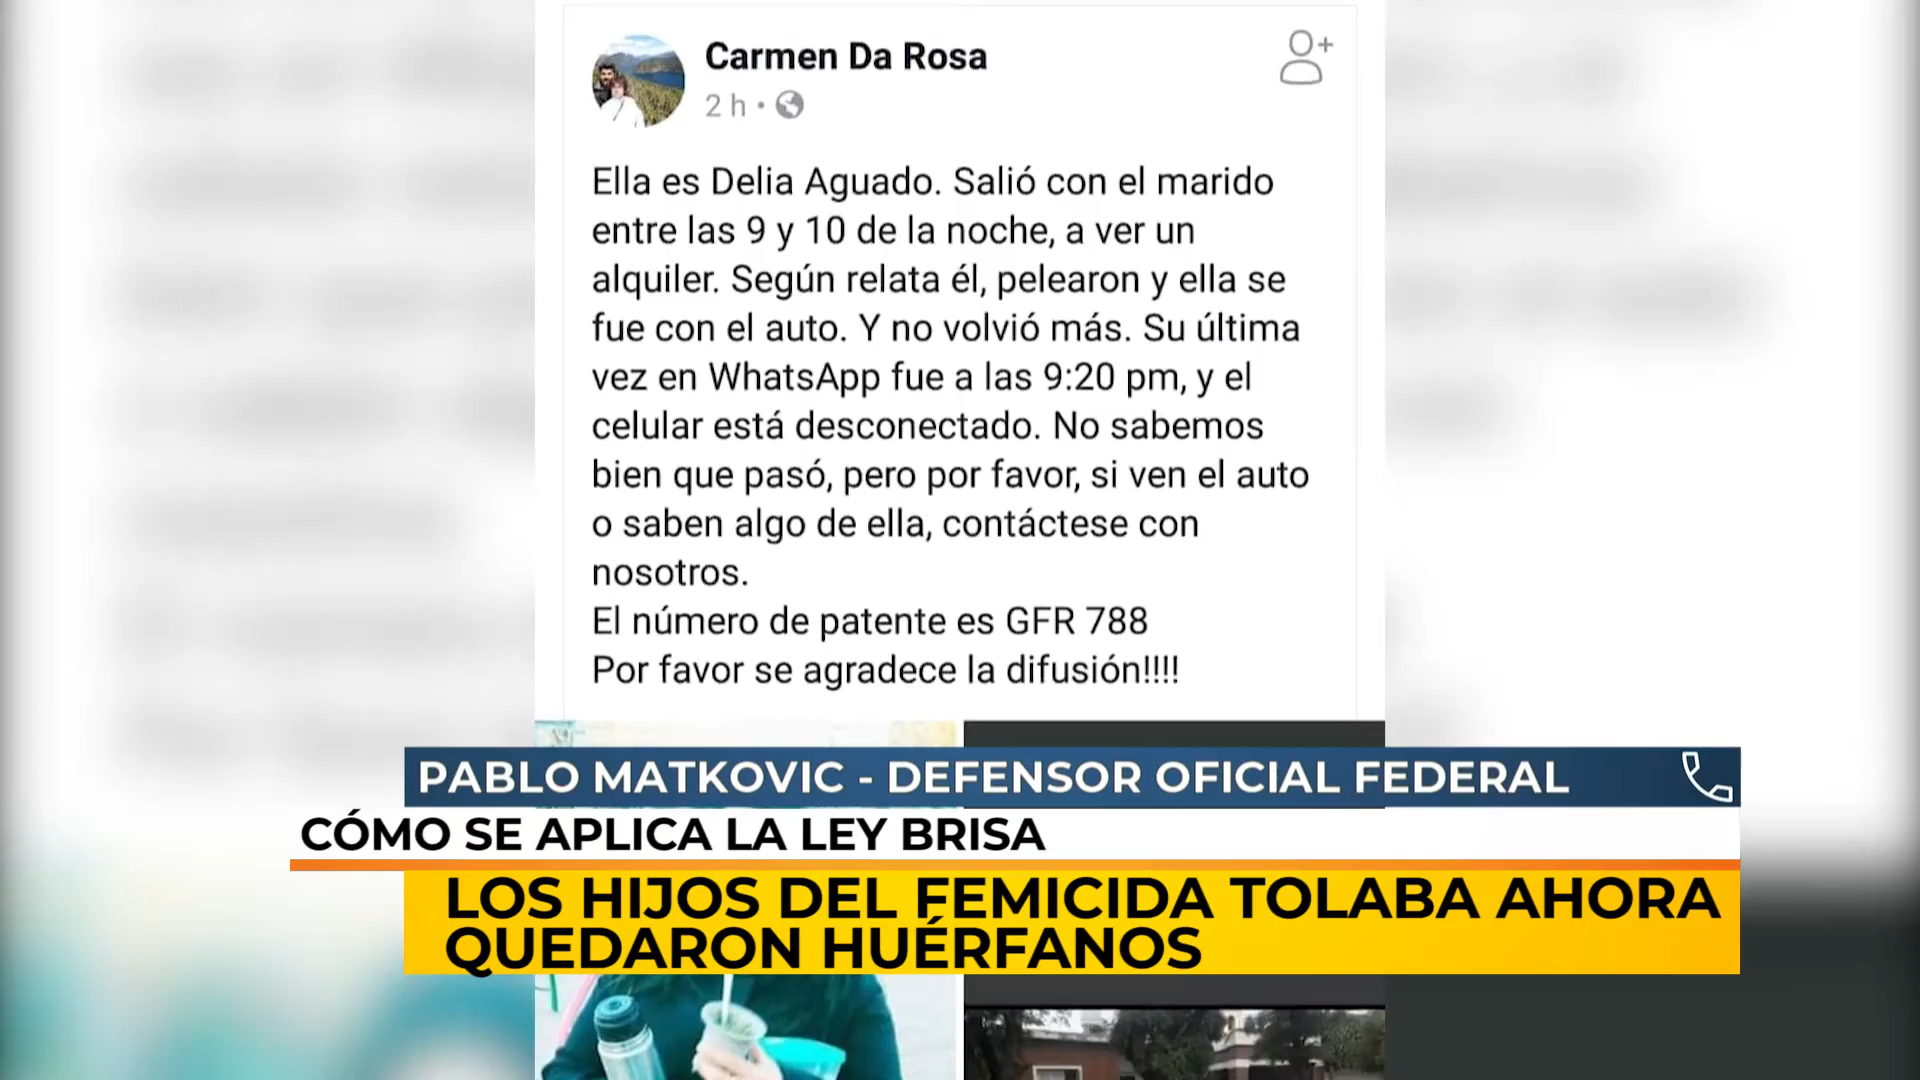 Carmen Da Rosa
2 h
Ella es Delia Aguado. Salió con el marido
entre las 9 y 10 de la noche, a ver un
alquiler. Según relata él, pelearon y ella se
fue con el auto. Y no volvió más. Su última
vez en WhatsApp fue a las 9:20 pm, y el
celular está desconectado. No sabemos
bien que pasó, pero por favor, si ven el auto
o saben algo de ella, contáctese con
nosotros.
El número de patente es GFR 788
Por favor se agradece la difusión!!!!
PABLO MATKOVIC - DEFENSOR OFICIAL FEDERAL
CÓMO SE APLICA LA LEY BRISA
LOS HIJOS DEL FEMICIDA TOLABA AHORA
QUEDARON HUÉRFANOS